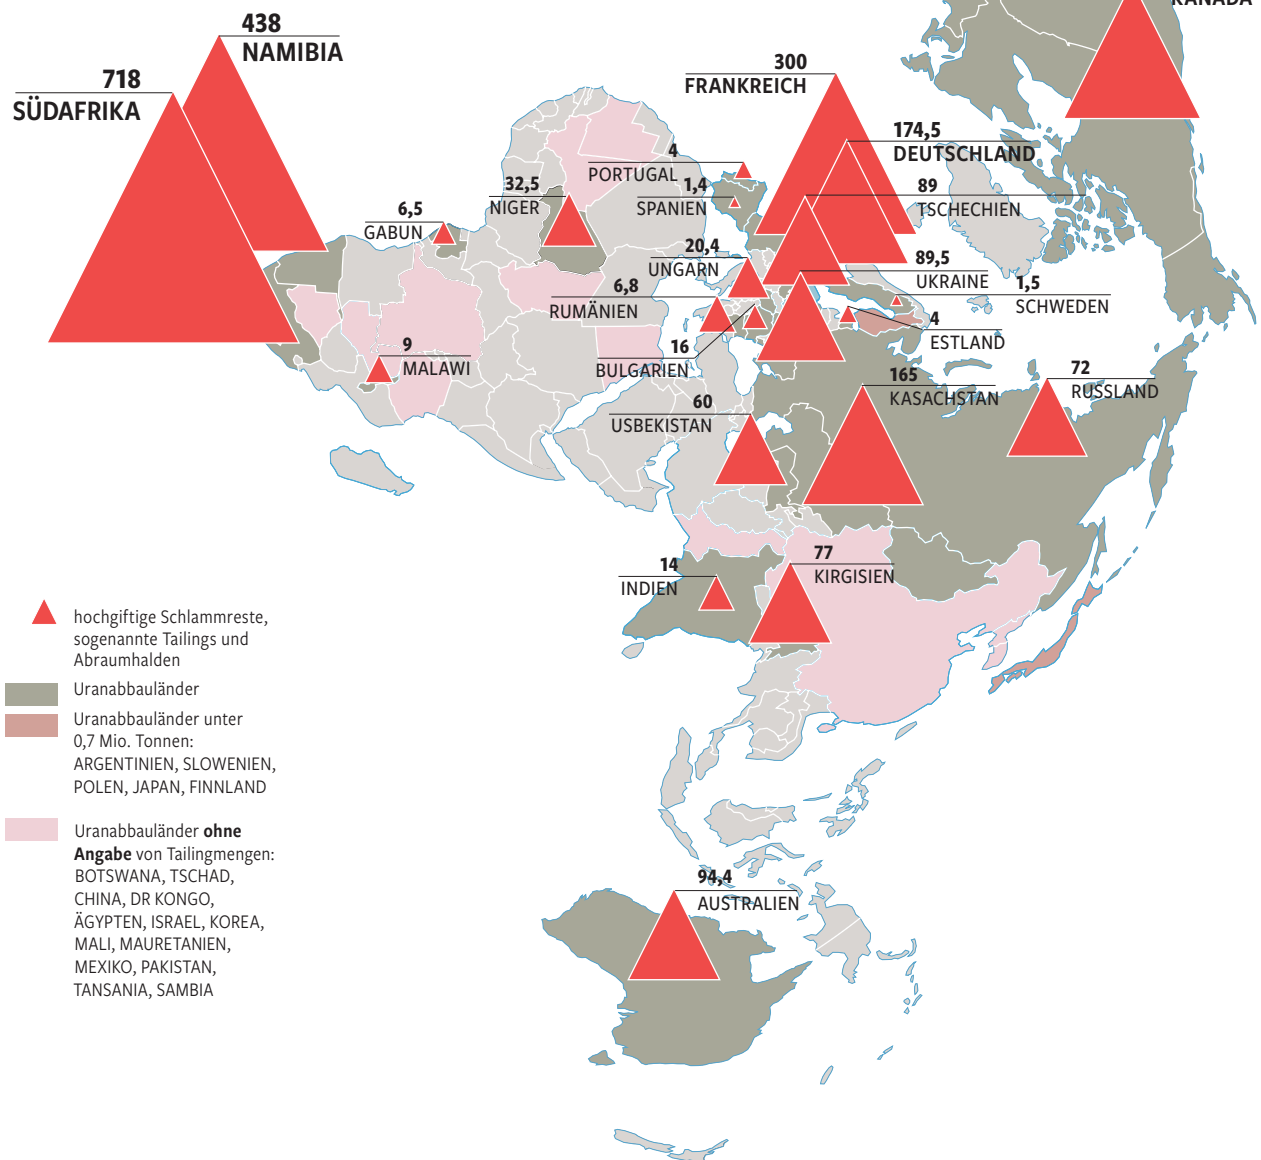 KANADA
438
NAMIBIA
718
SÜDAFRIKA
300
FRANKREICH
174,5
DEUTSCHLAND
4
PORTUGAL
1,4
SPANIEN
89
TSCHECHIEN
32,5
NIGER
6,5
GABUN
20,4
UNGARN
89,5
UKRAINE
6,8
RUMÄNIEN
1,5
SCHWEDEN
4
ESTLAND
16
BULGARIEN
9
MALAWI
165
KASACHSTAN
72
RUSSLAND
60
USBEKISTAN
77
KIRGISIEN
14
INDIEN
94,4
AUSTRALIEN
hochgiftige Schlammreste,
sogenannte Tailings und
Abraumhalden
Uranabbauländer
Uranabbauländer unter
0,7 Mio. Tonnen:
ARGENTINIEN, SLOWENIEN,
POLEN, JAPAN, FINNLAND
Uranabbauländer ohne
Angabe von Tailingmengen:
BOTSWANA, TSCHAD,
CHINA, DR KONGO,
ÄGYPTEN, ISRAEL, KOREA,
MALI, MAURETANIEN,
MEXIKO, PAKISTAN,
TANSANIA, SAMBIA